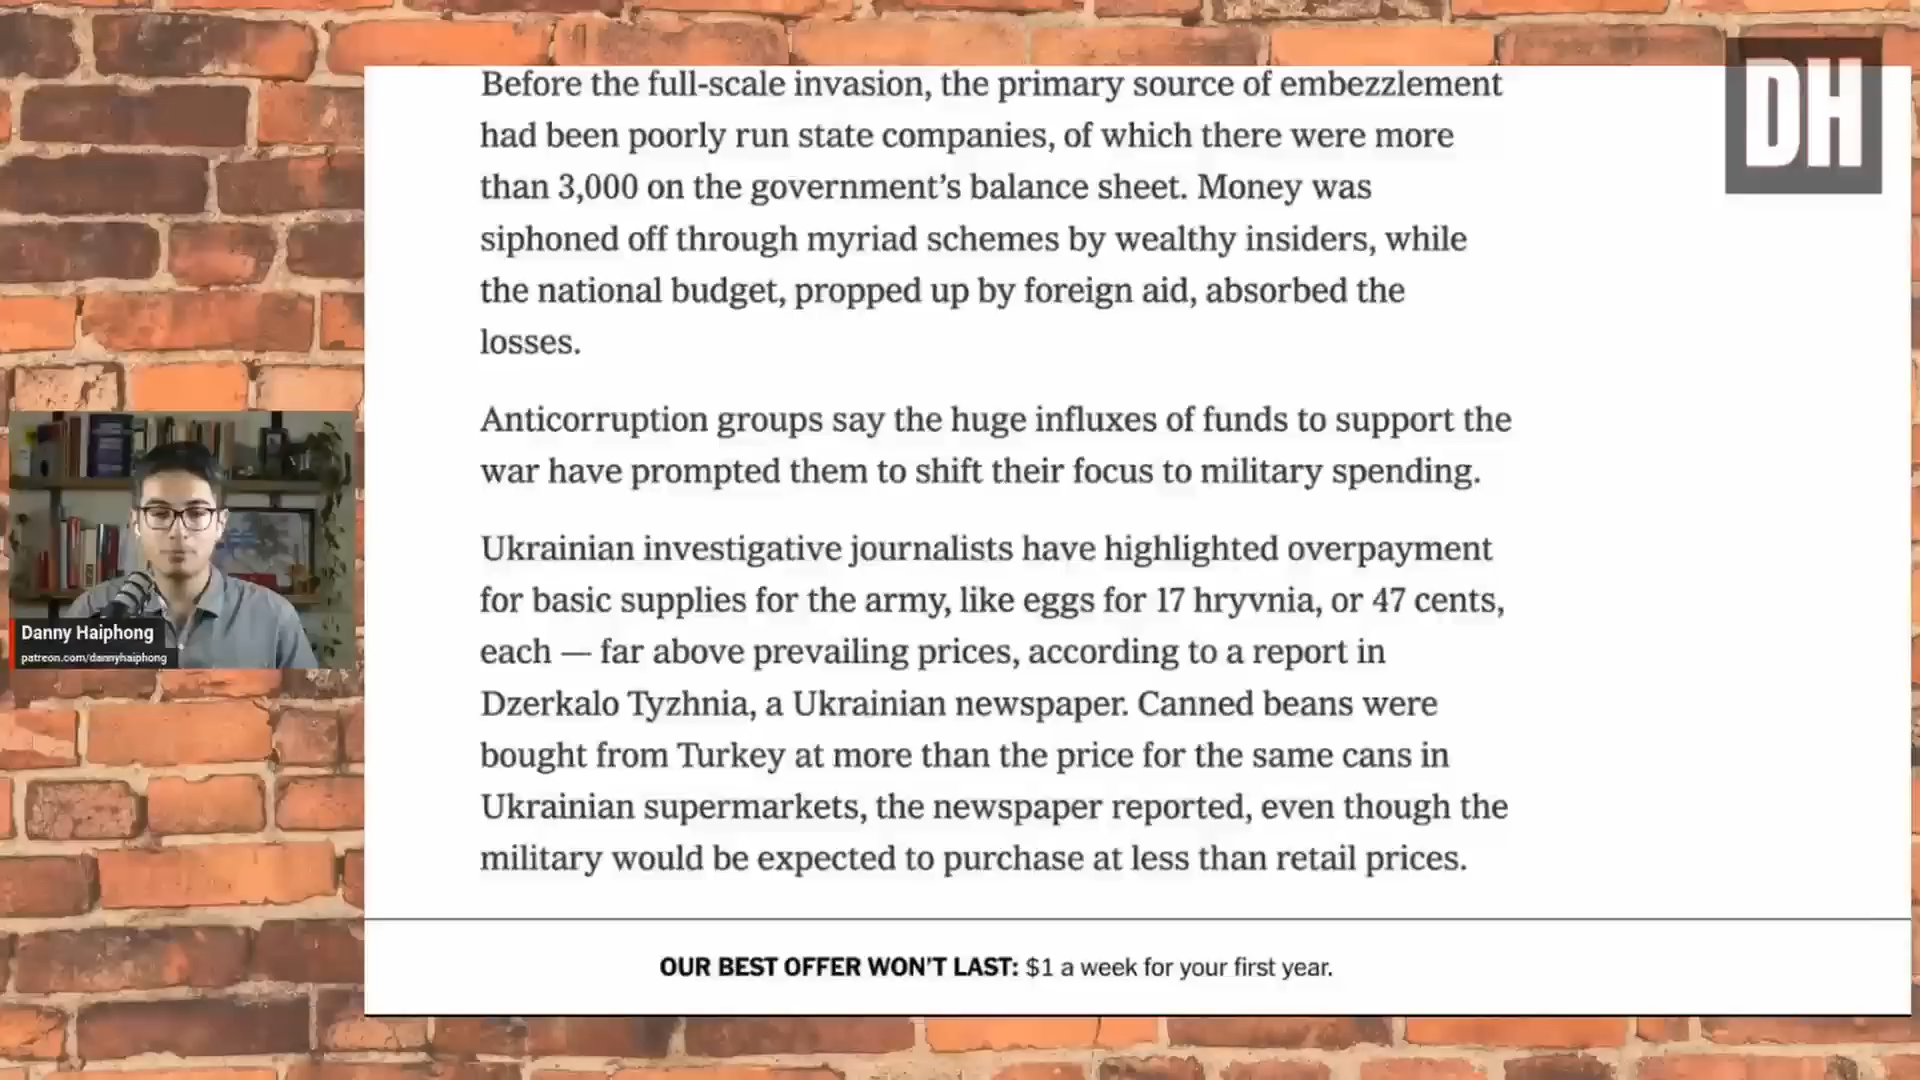 DH
Before the full-scale invasion, the primary source of embezzlement
had been poorly run state companies, of which there were more
than 3,000 on the government’s balance sheet. Money was
siphoned off through myriad schemes by wealthy insiders, while
the national budget, propped up by foreign aid, absorbed the
losses.
Anticorruption groups say the huge influxes of funds to support the
war have prompted them to shift their focus to military spending.
Ukrainian investigative journalists have highlighted overpayment
for basic supplies for the army, like eggs for 17 hryvnia, or 47 cents,
each — far above prevailing prices, according to a report in
Dzerkalo Tyzhnia, a Ukrainian newspaper. Canned beans were
bought from Turkey at more than the price for the same cans in
Ukrainian supermarkets, the newspaper reported, even though the
military would be expected to purchase at less than retail prices.
OUR BEST OFFER WON’T LAST: $1 a week for your first year.
Danny Haiphong
patreon.com/dannyhaiphong